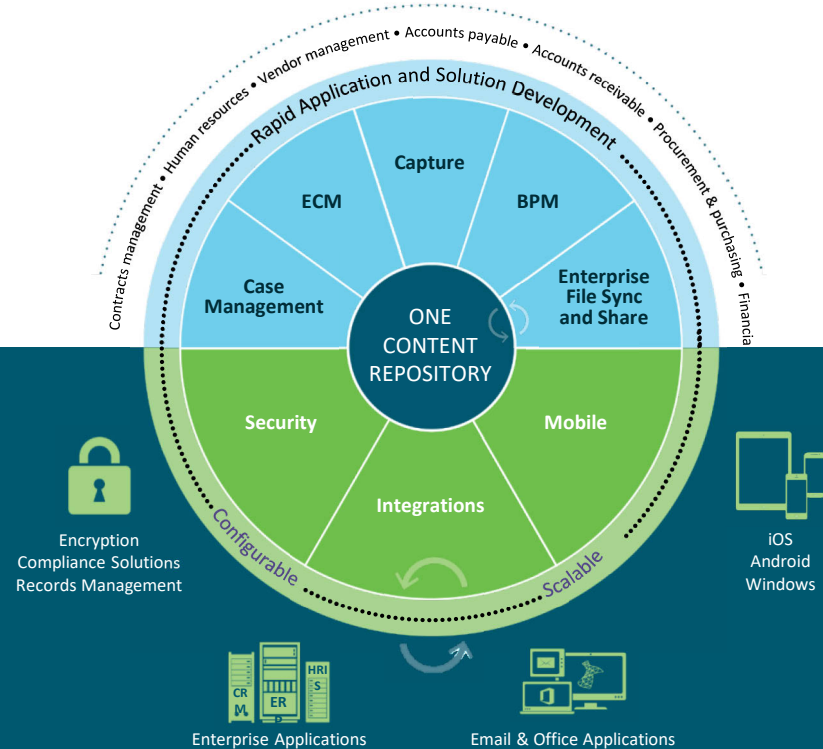 Contracts management • Human resources • Vendor management • Accounts payable • Accounts receivable • Procurement & purchasing • Financia
Rapid Application and Solution Development
Capture
ECM
BPM
Case
Management
Enterprise
File Sync
and Share
ONE
CONTENT
REPOSITORY
Security
Mobile
Integrations
Configurable
Scalable
Encryption
Compliance Solutions
Records Management
iOS
Android
Windows
CR
M
ER
P
HRI
S
Enterprise Applications
Email & Office Applications